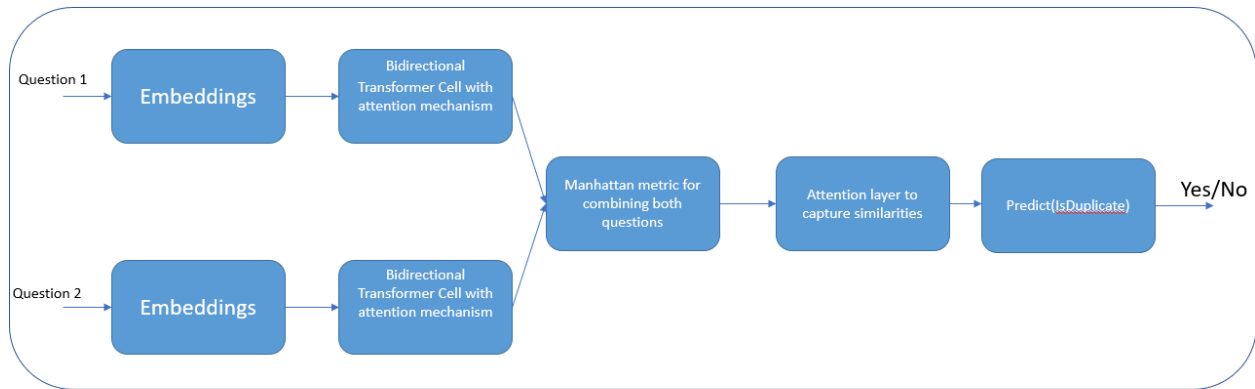 Question 1
Embeddings
Bidirectional
Transformer Cell with
attention mechanism
Manhattan metric for
combining both
questions
Attention layer to
capture similarities
Predict(IsDuplicate)
Yes/No
Question 2
Embeddings
Bidirectional
Transformer Cell with
attention mechanism